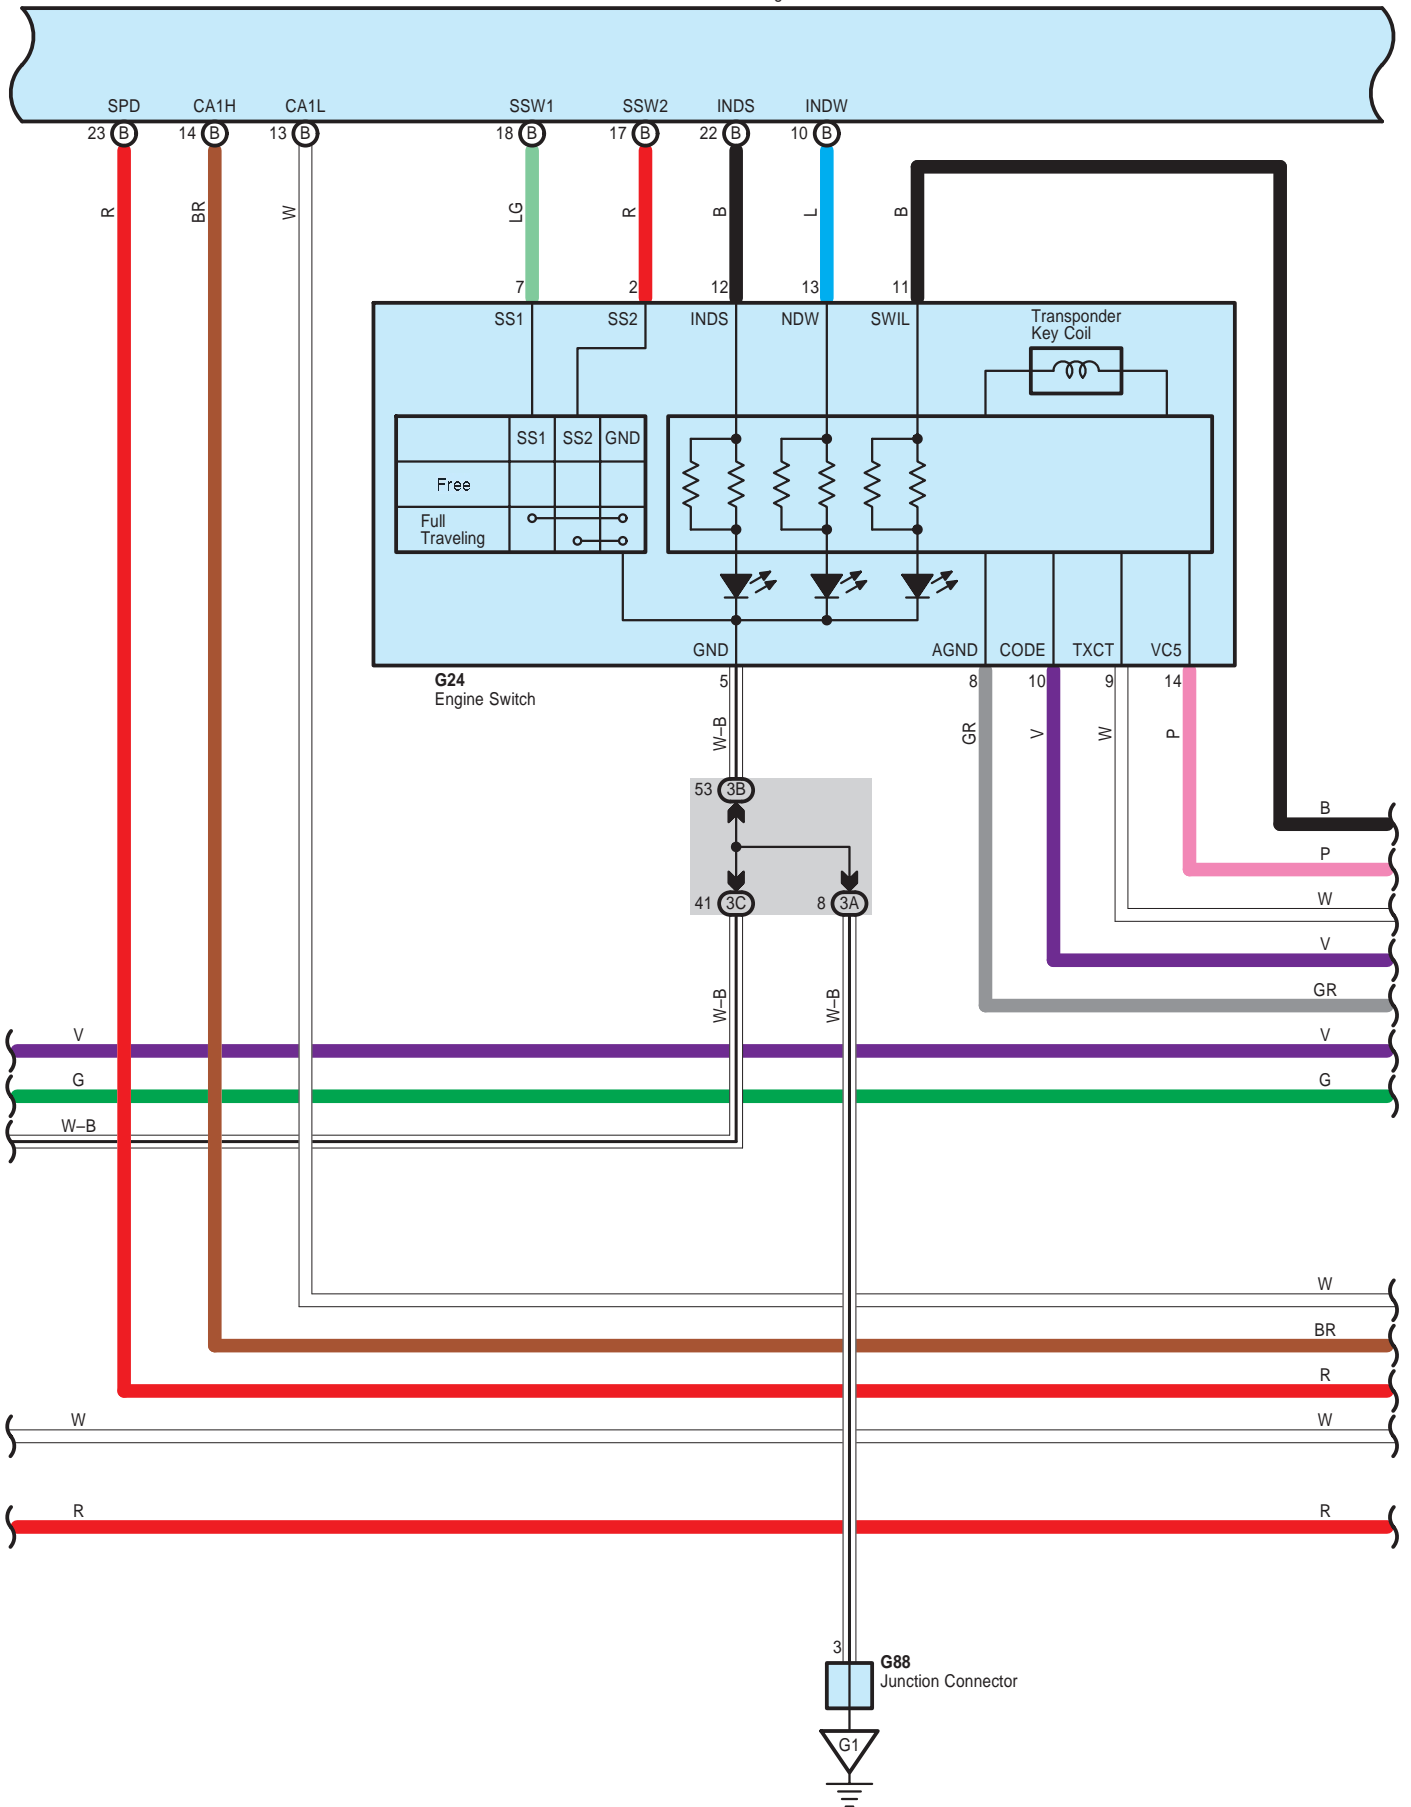 SPD CA1H CA1L SSW1 SSW2 INDS INDW
23 B 14 B 13 B 18 B 17 B 22 B 10 B
R BR W LG R B L B
7 2 12 13 11
SS1 SS2 INDS NDW SWIL
Transponder
Key Coil
SS1 SS2 GND
Free
Full
Traveling
GND AGND CODE TXCT VC5
G24
Engine Switch
5 8 10 9 14
W–B GR V W P
53 3B
B
P
41 3C 8 3A
W
V
W–B W–B
GR
V V
G G
W–B
W
BR
R
W W
R R
3
G88
Junction Connector
G1